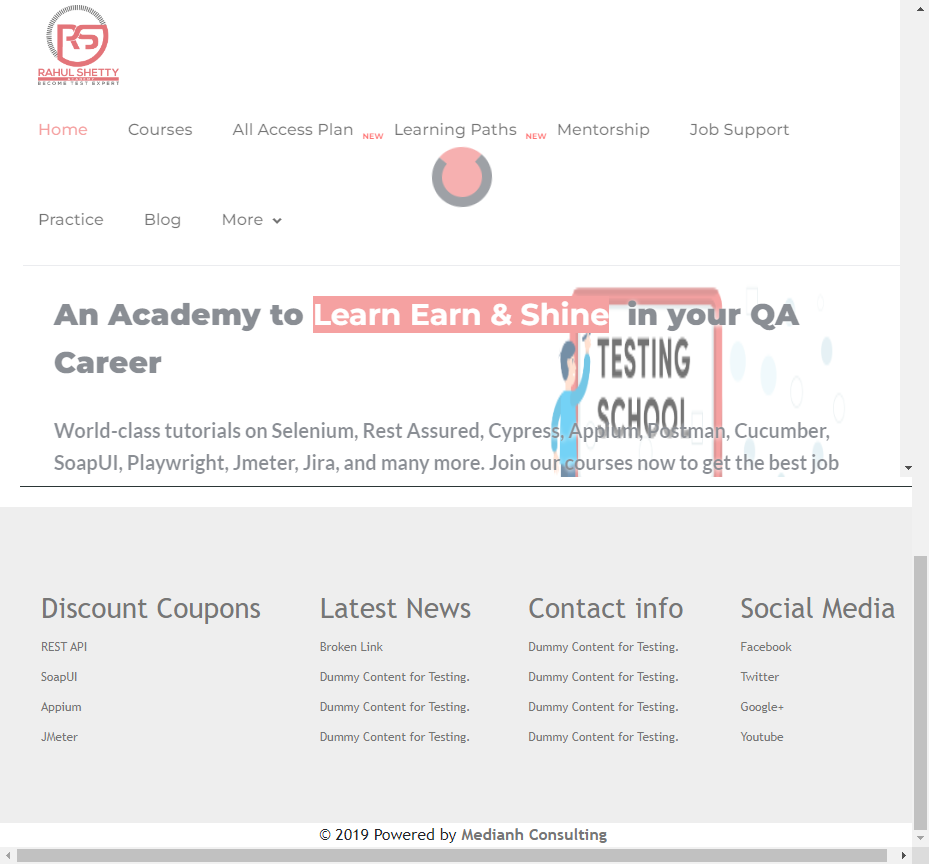 RS
RAHUL SHETTY
ACADEMY
BECOME TEST EXPERT
Home Courses All Access Plan NEW Learning Paths NEW Mentorship Job Support
Practice Blog More
An Academy to Learn Earn & Shine in your QA
Career
TESTING
SCHOOL
World-class tutorials on Selenium, Rest Assured, Cypress, Appium, Postman, Cucumber,
SoapUI, Playwright, Jmeter, Jira, and many more. Join our courses now to get the best job
Discount Coupons Latest News Contact info Social Media
REST API Broken Link Dummy Content for Testing. Facebook
SoapUI Dummy Content for Testing. Dummy Content for Testing. Twitter
Appium Dummy Content for Testing. Dummy Content for Testing. Google+
JMeter Dummy Content for Testing. Dummy Content for Testing. Youtube
© 2019 Powered by Medianh Consulting